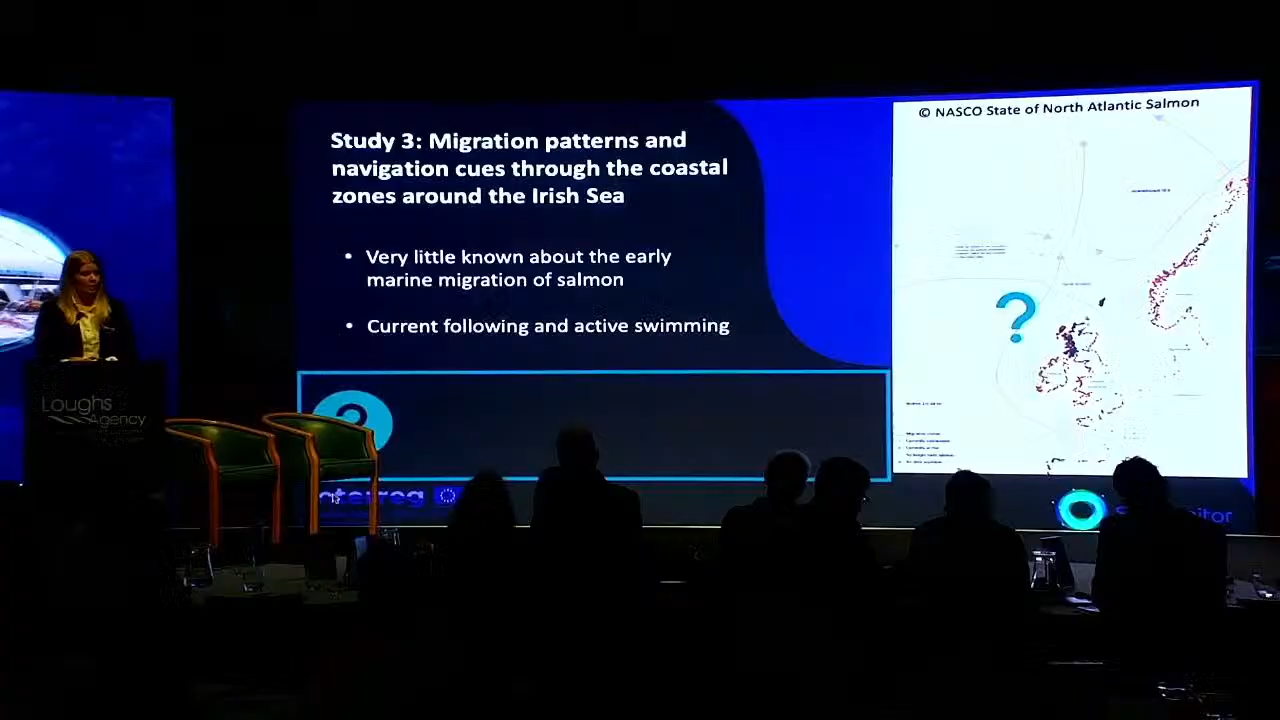 © NASCO State of North Atlantic Salmon
Study 3: Migration patterns and
navigation cues through the coastal
zones around the Irish Sea
• Very little known about the early
marine migration of salmon
• Current following and active swimming
?
Loughs
Agency